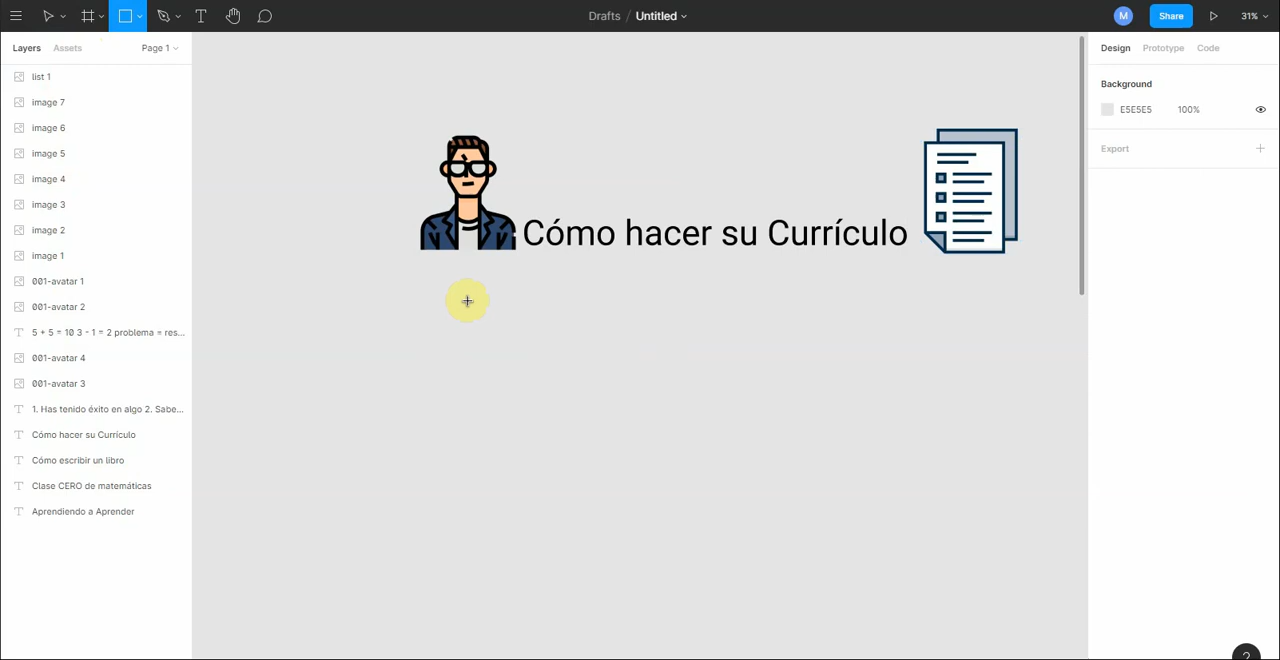 Drafts / Untitled
M
Share
31%
Layers
Assets
Page 1
Design
Prototype
Code
list 1
image 7
image 6
image 5
image 4
image 3
image 2
image 1
001-avatar 1
001-avatar 2
5 + 5 = 10 3 - 1 = 2 problema = res...
001-avatar 4
001-avatar 3
1. Has tenido éxito en algo 2. Sabe...
Cómo hacer su Currículo
Cómo escribir un libro
Clase CERO de matemáticas
Aprendiendo a Aprender
Cómo hacer su Currículo
Background
E5E5E5 100%
Export
?